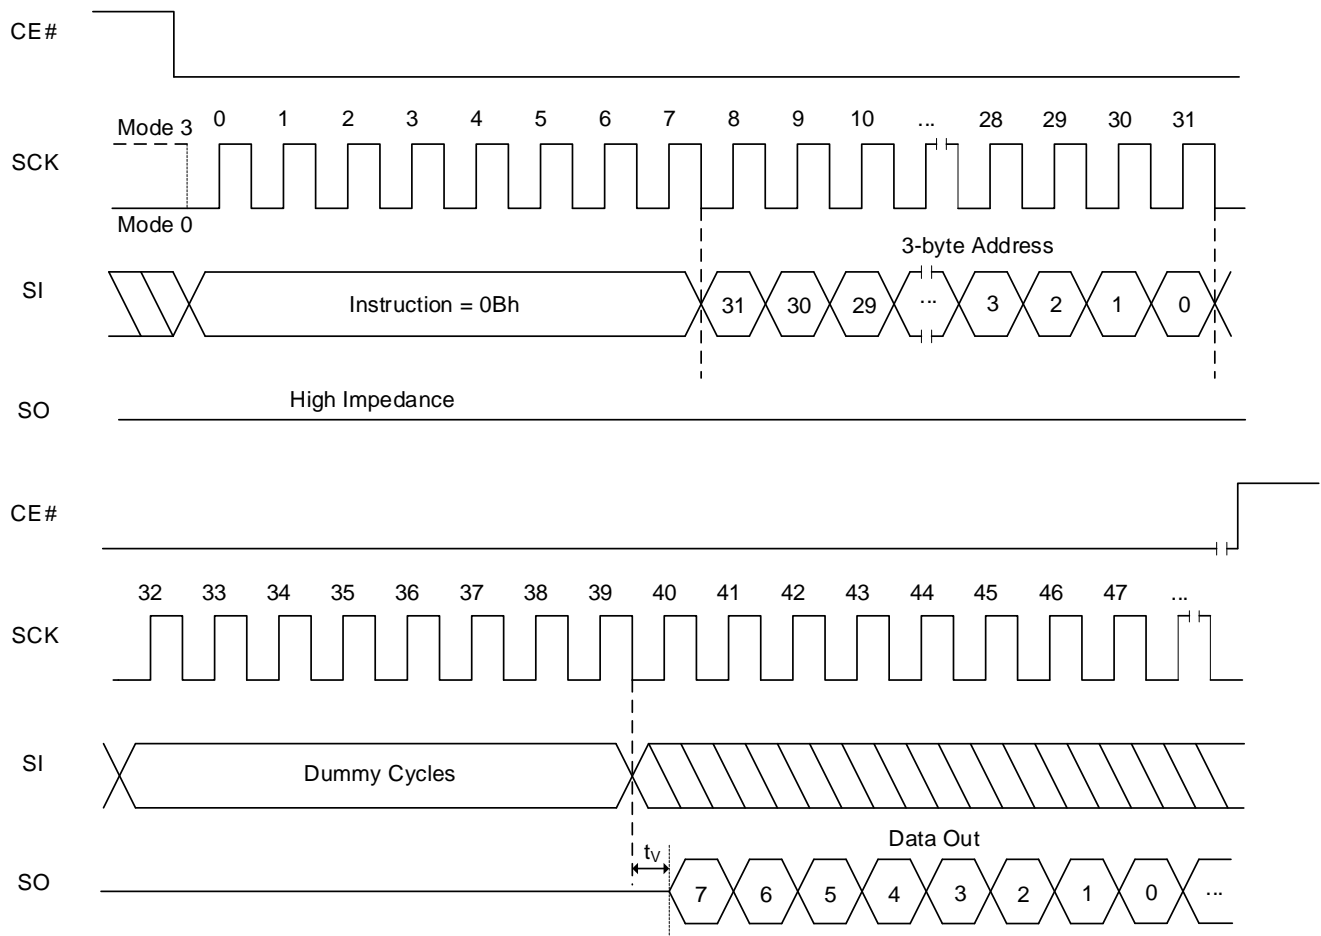 CE#
Mode 3 0 1 2 3 4 5 6 7 8 9 10 ... 28 29 30 31
SCK
Mode 0
3-byte Address
SI Instruction = 0Bh 31 30 29 ... 3 2 1 0
High Impedance
SO
CE#
32 33 34 35 36 37 38 39 40 41 42 43 44 45 46 47 ...
SCK
SI Dummy Cycles
Data Out
tV
SO 7 6 5 4 3 2 1 0 ...